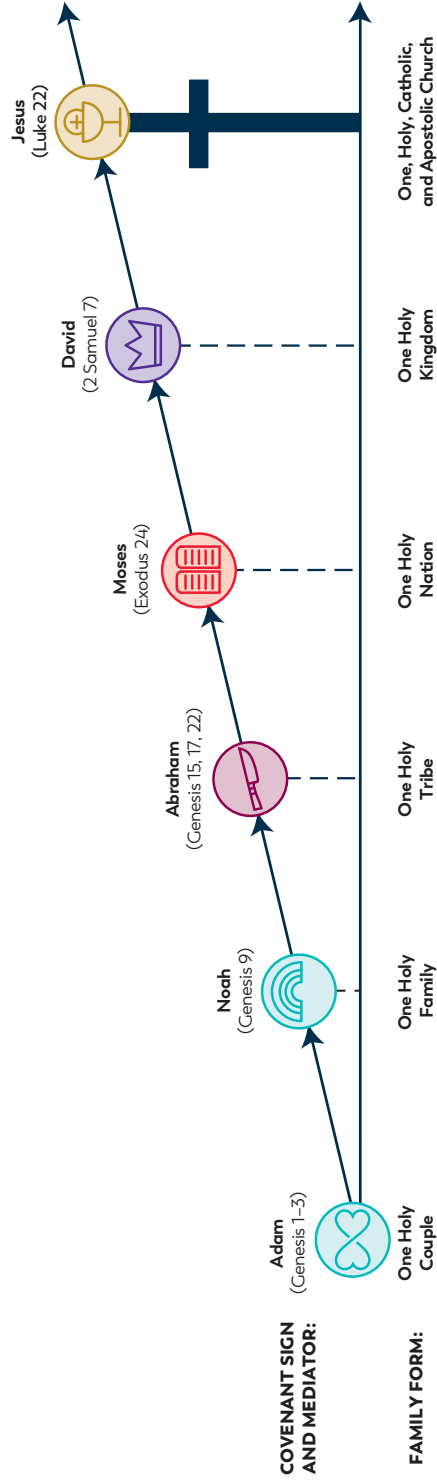 COVENANT SIGN
AND MEDIATOR:
Adam
(Genesis 1–3)
Noah
(Genesis 9)
Abraham
(Genesis 15, 17, 22)
Moses
(Exodus 24)
David
(2 Samuel 7)
Jesus
(Luke 22)
FAMILY FORM:
One Holy
Couple
One Holy
Family
One Holy
Tribe
One Holy
Nation
One Holy
Kingdom
One, Holy, Catholic,
and Apostolic Church